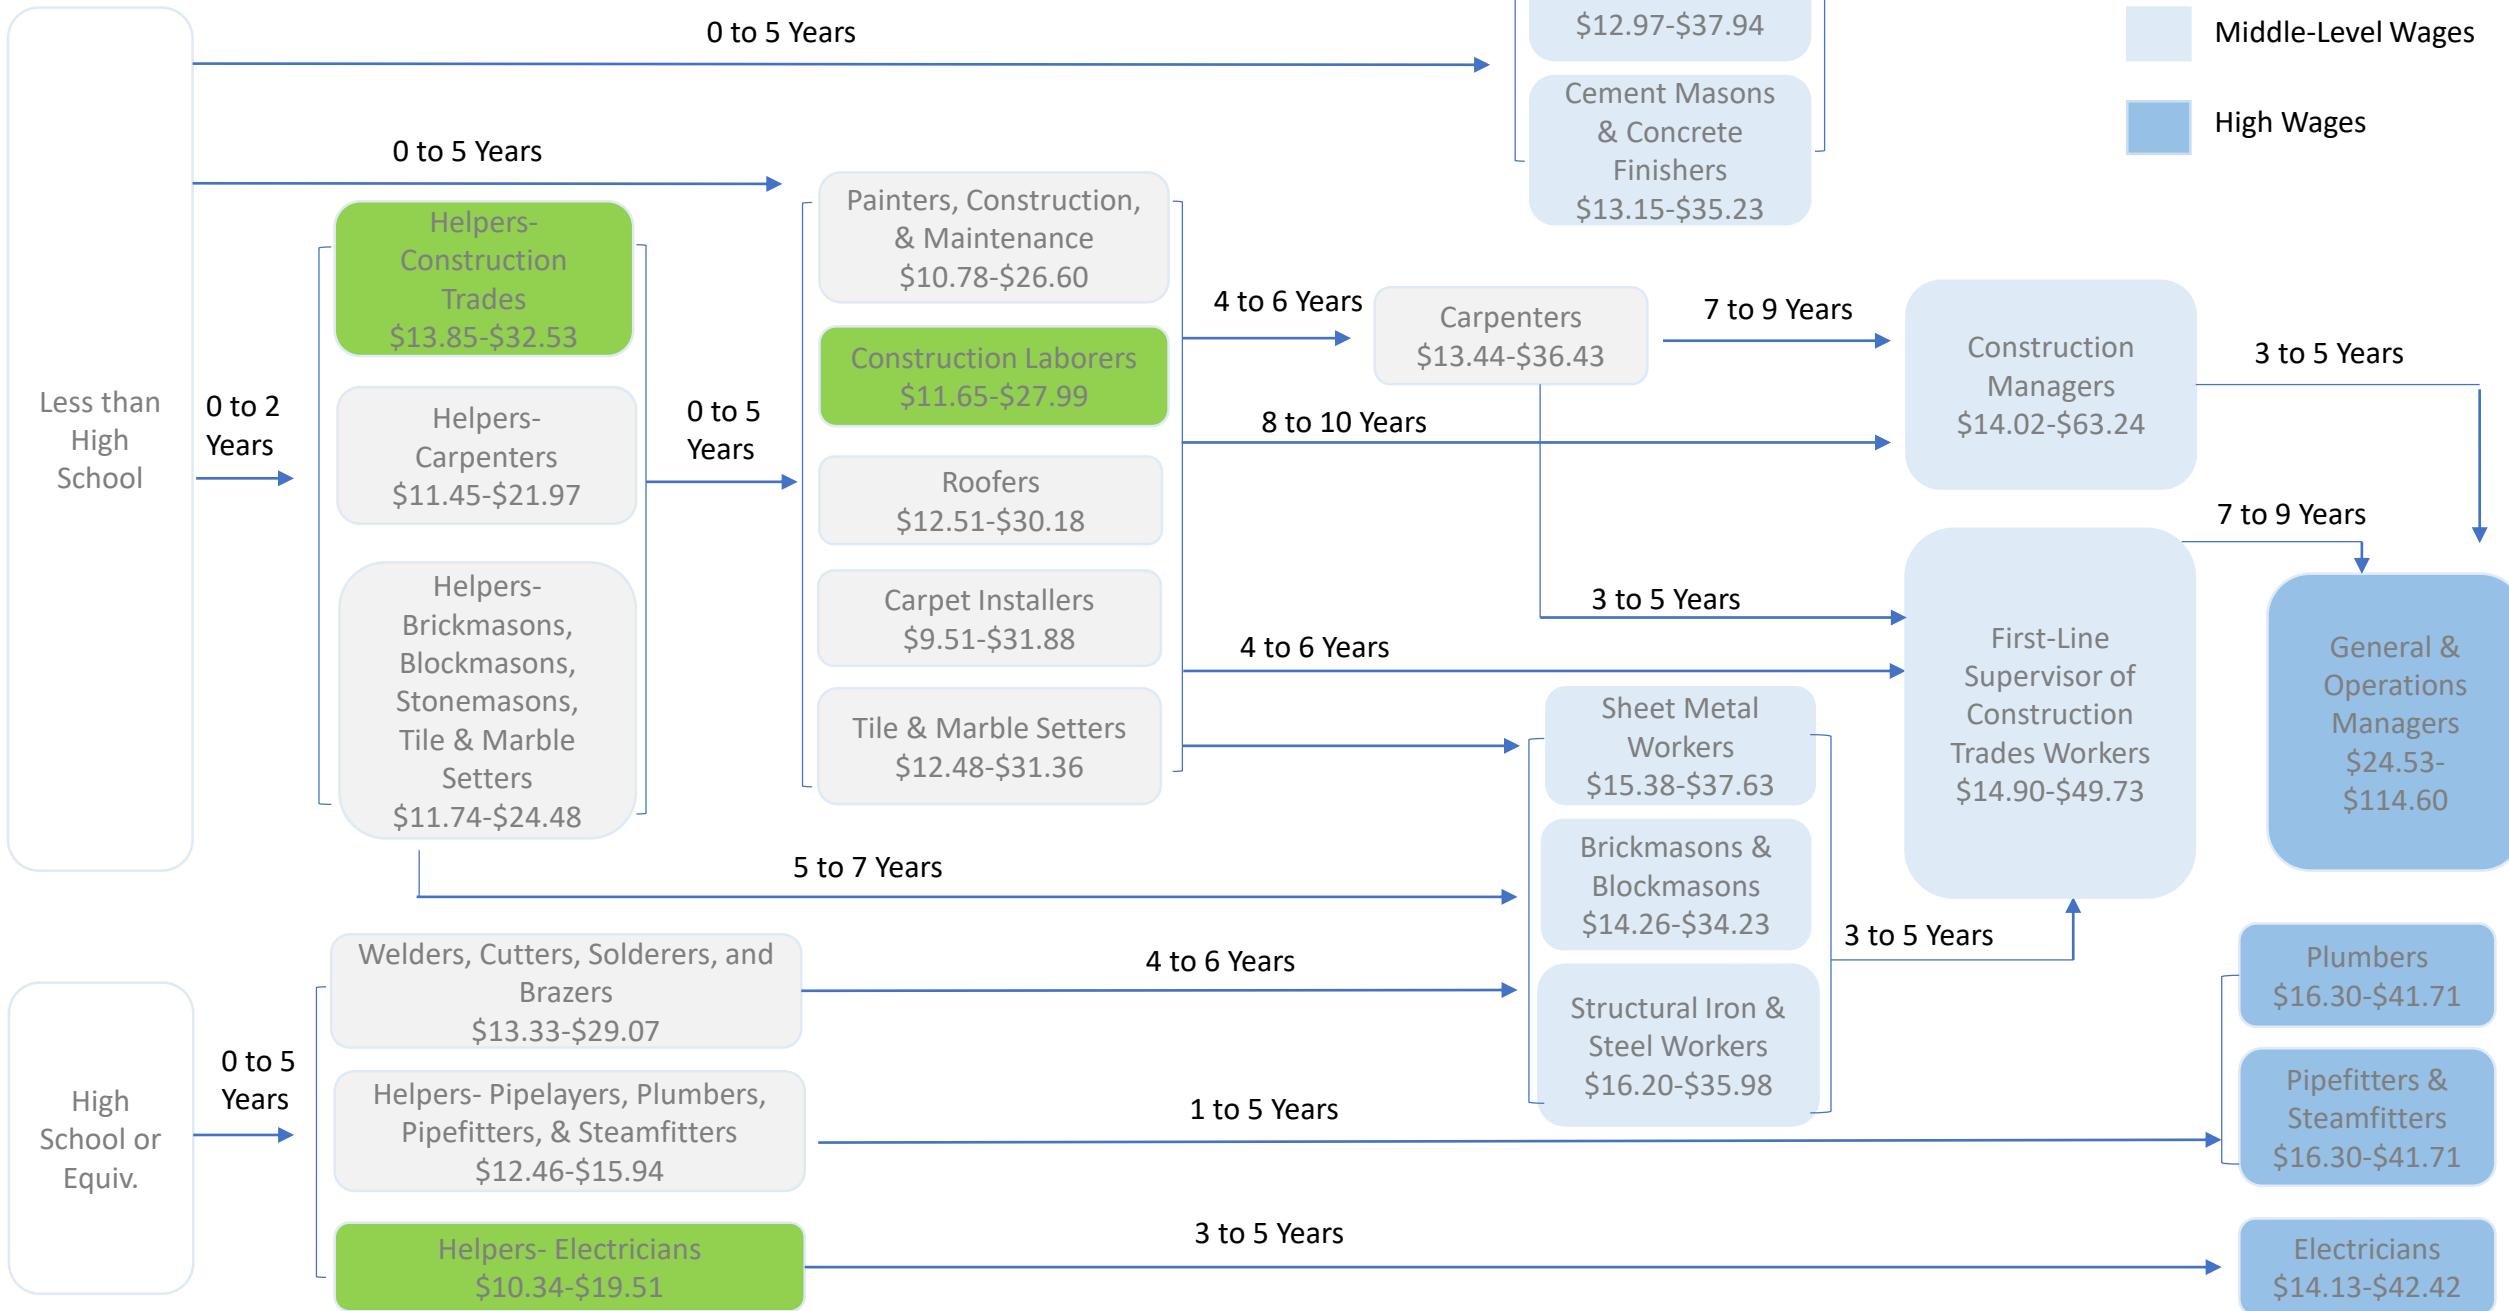 0 to 5 Years
$12.97-$37.94
Middle-Level Wages
Cement Masons
& Concrete
Finishers
$13.15-$35.23
High Wages
0 to 5 Years
Less than
High
School
0 to 2
Years
Helpers-
Construction
Trades
$13.85-$32.53
Helpers-
Carpenters
$11.45-$21.97
Helpers-
Brickmasons,
Blockmasons,
Stonemasons,
Tile & Marble
Setters
$11.74-$24.48
0 to 5
Years
Painters, Construction,
& Maintenance
$10.78-$26.60
Construction Laborers
$11.65-$27.99
Roofers
$12.51-$30.18
Carpet Installers
$9.51-$31.88
Tile & Marble Setters
$12.48-$31.36
4 to 6 Years
Carpenters
$13.44-$36.43
7 to 9 Years
8 to 10 Years
Construction
Managers
$14.02-$63.24
3 to 5 Years
7 to 9 Years
3 to 5 Years
4 to 6 Years
First-Line
Supervisor of
Construction
Trades Workers
$14.90-$49.73
General &
Operations
Managers
$24.53-
$114.60
Sheet Metal
Workers
$15.38-$37.63
Brickmasons &
Blockmasons
$14.26-$34.23
Structural Iron &
Steel Workers
$16.20-$35.98
5 to 7 Years
3 to 5 Years
High
School or
Equiv.
0 to 5
Years
Welders, Cutters, Solderers, and
Brazers
$13.33-$29.07
4 to 6 Years
Helpers- Pipelayers, Plumbers,
Pipefitters, & Steamfitters
$12.46-$15.94
1 to 5 Years
Plumbers
$16.30-$41.71
Pipefitters &
Steamfitters
$16.30-$41.71
Helpers- Electricians
$10.34-$19.51
3 to 5 Years
Electricians
$14.13-$42.42